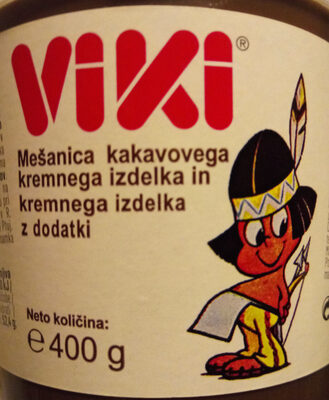 VIKI®
Mešanica kakavovega
kremnega izdelka in
kremnega izdelka
z dodatki
Neto količina:
℮400 g